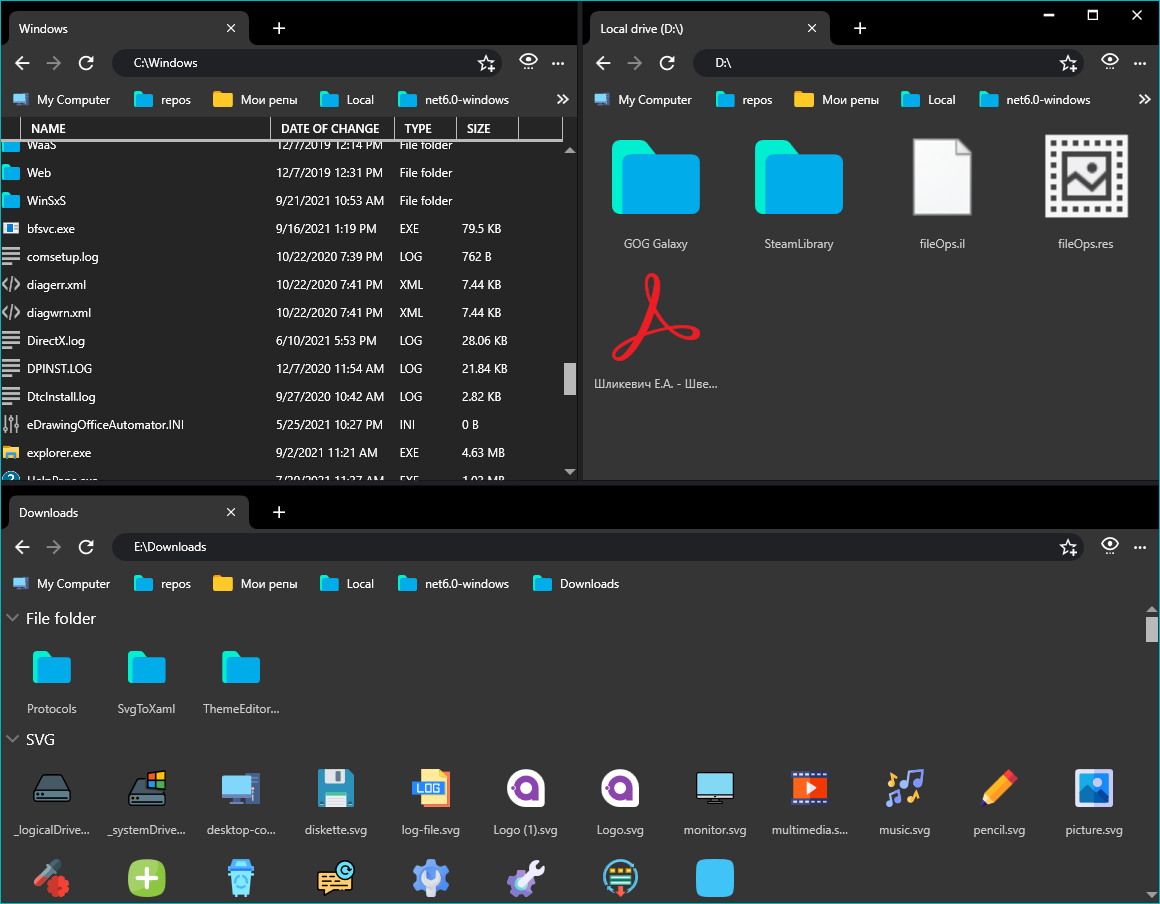 Windows
C:\Windows
My Computer repos Мои репы Local net6.0-windows
NAME DATE OF CHANGE TYPE SIZE
WaaS 12/7/2019 12:14 PM File folder
Web 12/7/2019 12:31 PM File folder
WinSxS 9/21/2021 10:53 AM File folder
bfsvc.exe 9/16/2021 1:19 PM EXE 79.5 KB
comsetup.log 10/22/2020 7:39 PM LOG 762 B
diagerr.xml 10/22/2020 7:41 PM XML 7.44 KB
diagwrn.xml 10/22/2020 7:41 PM XML 7.44 KB
DirectX.log 6/10/2021 5:53 PM LOG 28.06 KB
DPINST.LOG 12/7/2020 11:54 AM LOG 21.84 KB
DtcInstall.log 9/27/2020 10:42 AM LOG 2.82 KB
eDrawingOfficeAutomator.INI 5/25/2021 10:27 PM INI 0 B
explorer.exe 9/2/2021 11:21 AM EXE 4.63 MB
Local drive (D:\)
D:\
My Computer repos Мои репы Local net6.0-windows
GOG Galaxy SteamLibrary fileOps.il fileOps.res
Шликевич Е.А. - Шве...
Downloads
E:\Downloads
My Computer repos Мои репы Local net6.0-windows Downloads
File folder
Protocols SvgToXaml ThemeEditor...
SVG
LOG
_logicalDrive... _systemDrive... desktop-co... diskette.svg log-file.svg Logo (1).svg Logo.svg monitor.svg multimedia.s... music.svg pencil.svg picture.svg